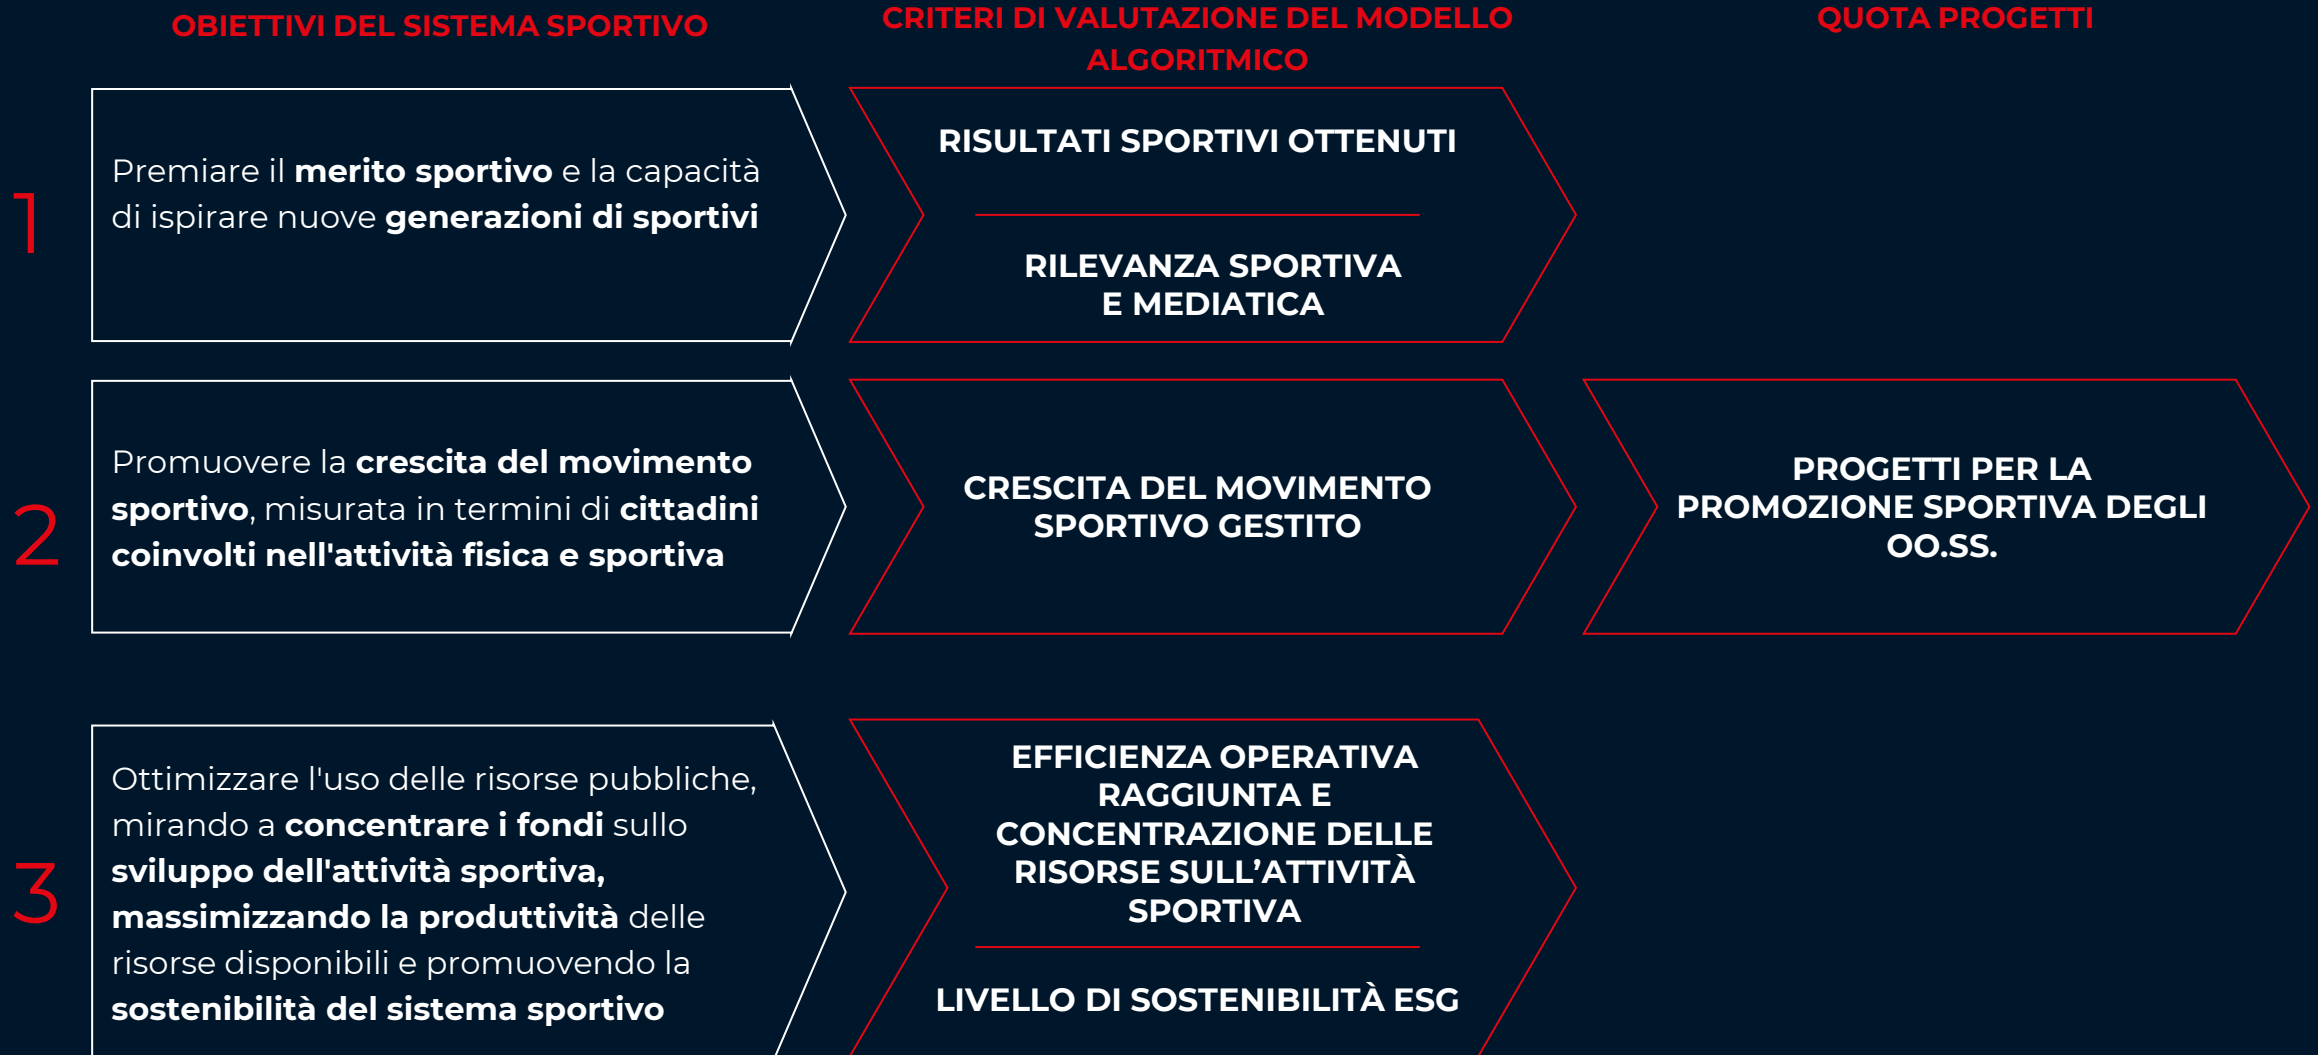 OBIETTIVI DEL SISTEMA SPORTIVO
CRITERI DI VALUTAZIONE DEL MODELLO
ALGORITMICO
QUOTA PROGETTI
1
Premiare il merito sportivo e la capacità
di ispirare nuove generazioni di sportivi
RISULTATI SPORTIVI OTTENUTI
RILEVANZA SPORTIVA
E MEDIATICA
2
Promuovere la crescita del movimento
sportivo, misurata in termini di cittadini
coinvolti nell'attività fisica e sportiva
CRESCITA DEL MOVIMENTO
SPORTIVO GESTITO
PROGETTI PER LA
PROMOZIONE SPORTIVA DEGLI
OO.SS.
3
Ottimizzare l'uso delle risorse pubbliche,
mirando a concentrare i fondi sullo
sviluppo dell'attività sportiva,
massimizzando la produttività delle
risorse disponibili e promuovendo la
sostenibilità del sistema sportivo
EFFICIENZA OPERATIVA
RAGGIUNTA E
CONCENTRAZIONE DELLE
RISORSE SULL’ATTIVITÀ
SPORTIVA
LIVELLO DI SOSTENIBILITÀ ESG